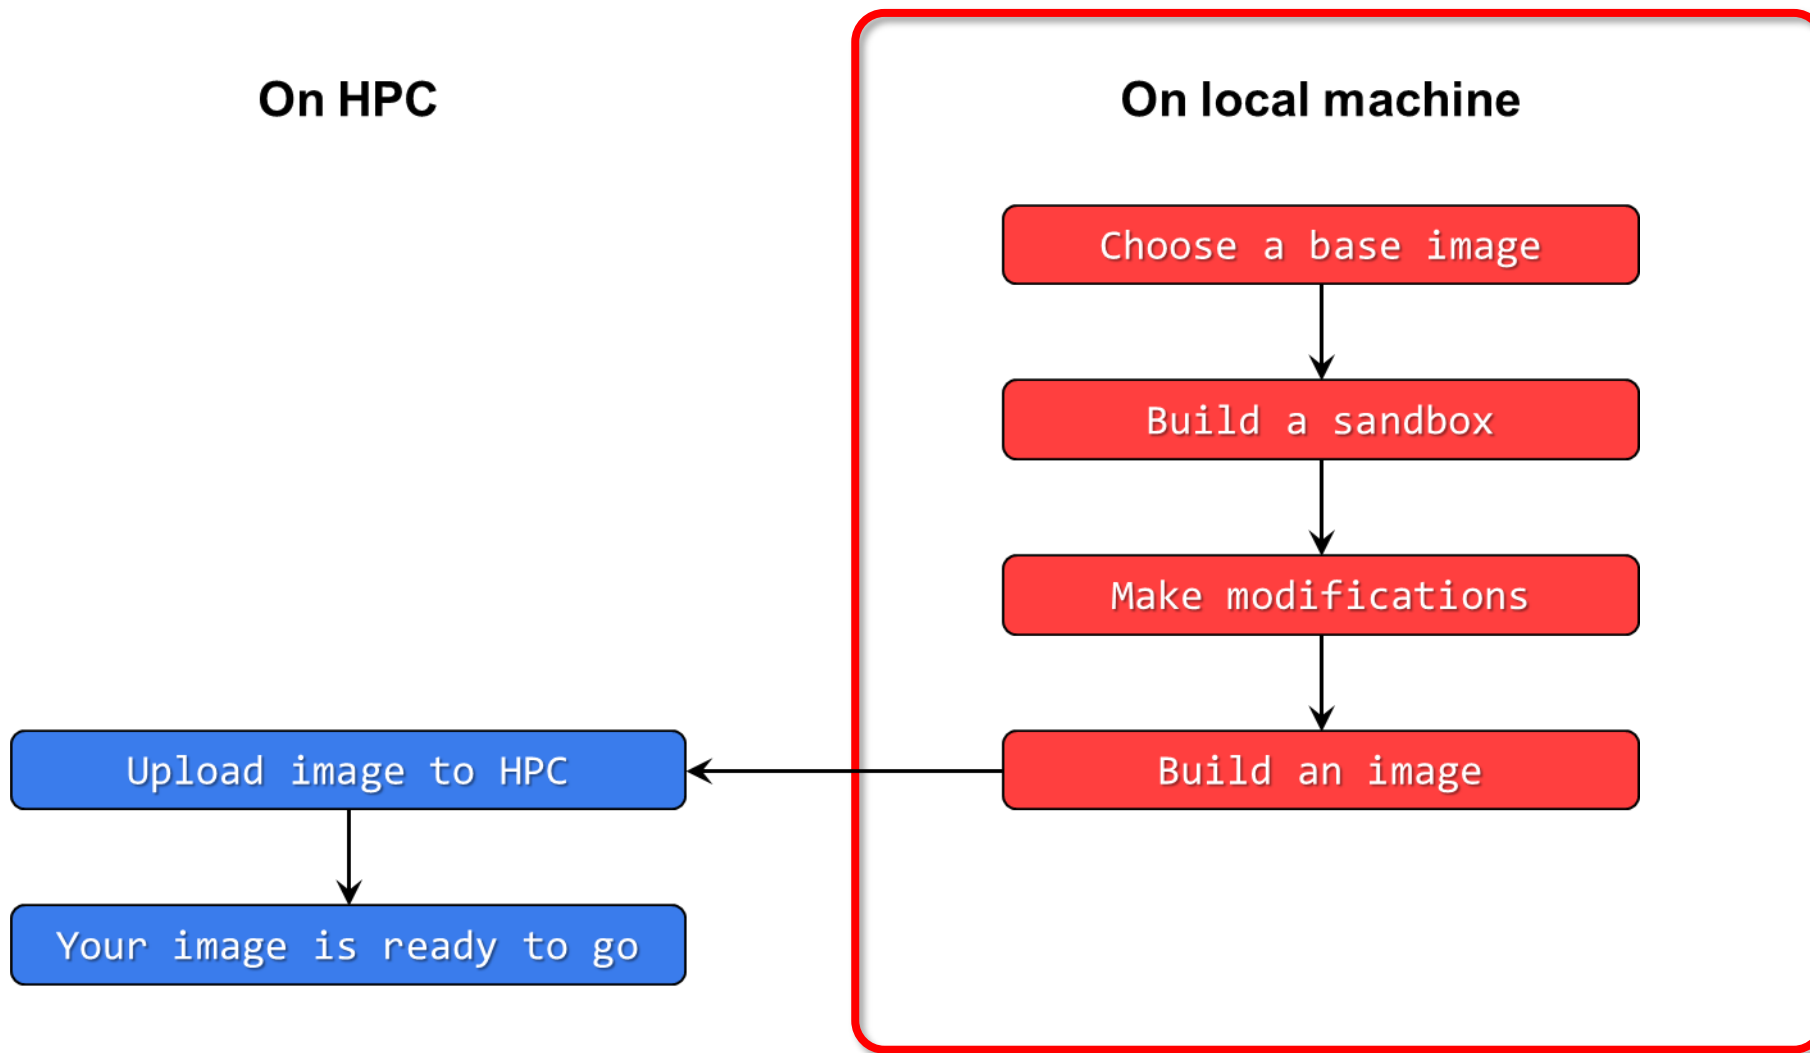 On HPC
On local machine
Choose a base image
Build a sandbox
Make modifications
Build an image
Upload image to HPC
Your image is ready to go